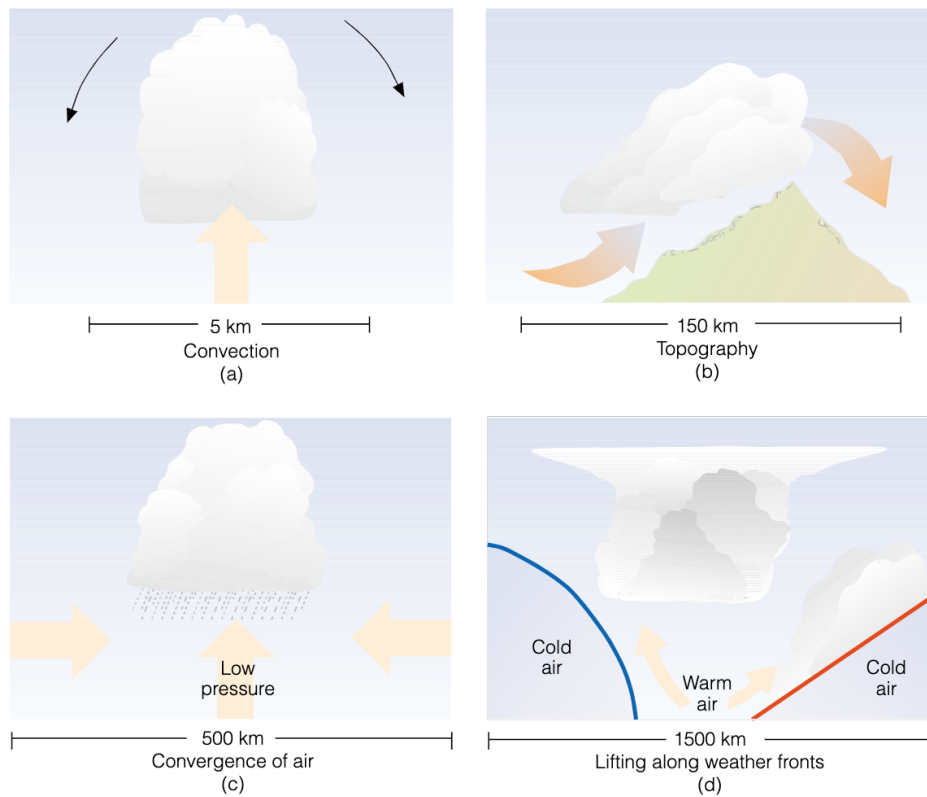 5 km
Convection
(a)
150 km
Topography
(b)
Low
pressure
500 km
Convergence of air
(c)
Cold
air
Warm
air
Cold
air
1500 km
Lifting along weather fronts
(d)